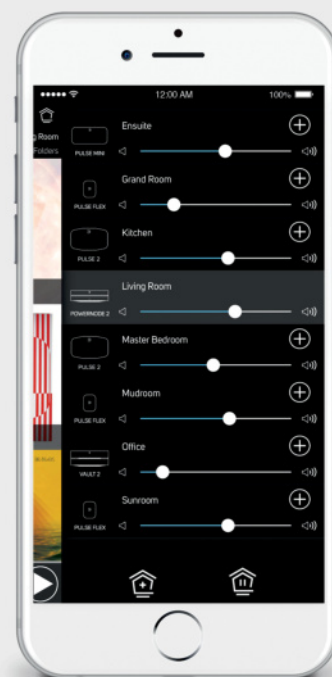 12:00 AM
100%
g Room
Folders
Ensuite
PULSE MINI
Grand Room
PULSE FLEX
Kitchen
PULSE 2
Living Room
POWERNODE 2
Master Bedroom
PULSE 2
Mudroom
PULSE FLEX
Office
VAULT 2
Sunroom
PULSE FLEX